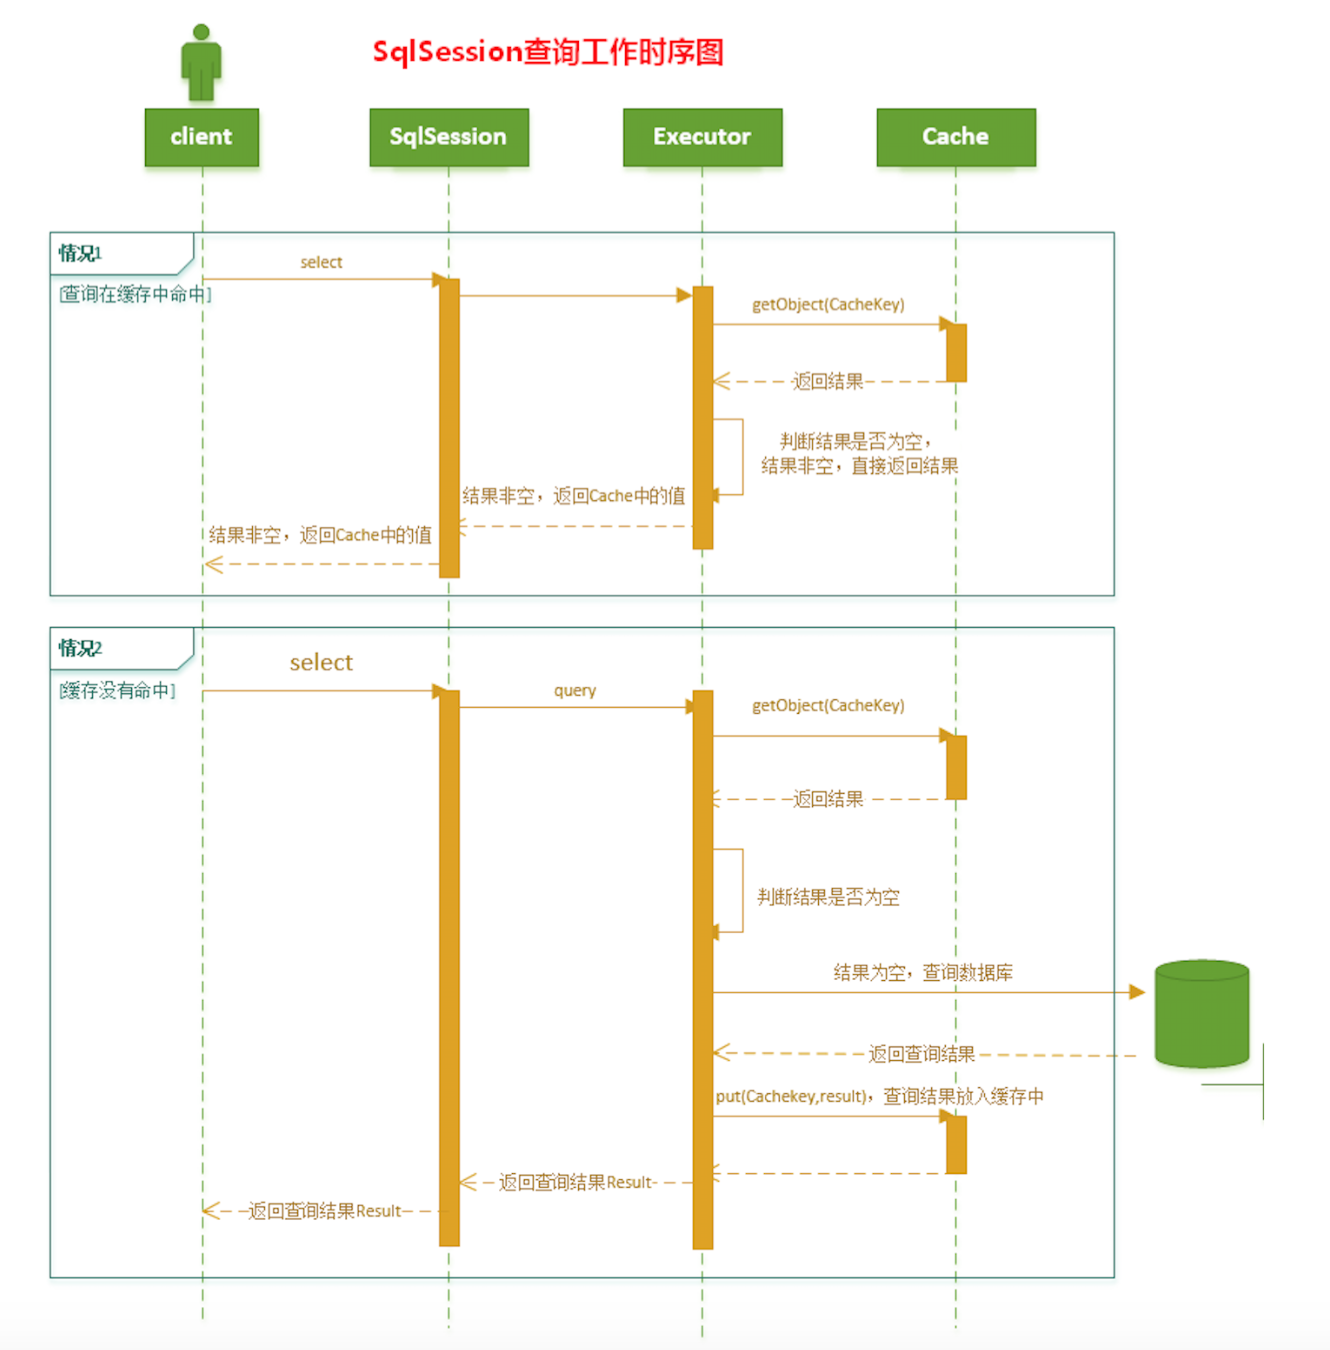 SqlSession查询工作时序图
client
SqlSession
Executor
Cache
情况1
select
[查询在缓存中命中]
getObject(CacheKey)
返回结果
判断结果是否为空，
结果非空，直接返回结果
结果非空，返回Cache中的值
结果非空，返回Cache中的值
情况2
select
[缓存没有命中]
query
getObject(CacheKey)
返回结果
判断结果是否为空
结果为空，查询数据库
返回查询结果
put(Cachekey,result)，查询结果放入缓存中
返回查询结果Result
返回查询结果Result